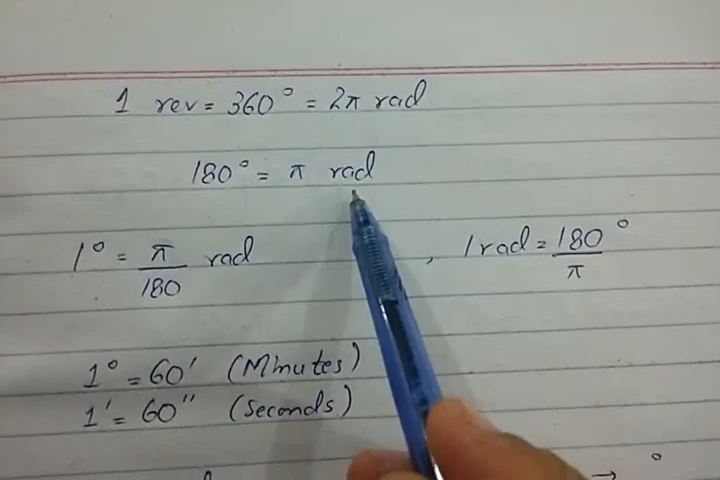 1 rev = 360° = 2π rad
180° = π rad
1° = π/180 rad , 1 rad = 180°/π
1° = 60' (Minutes)
1' = 60" (Seconds)
→ °